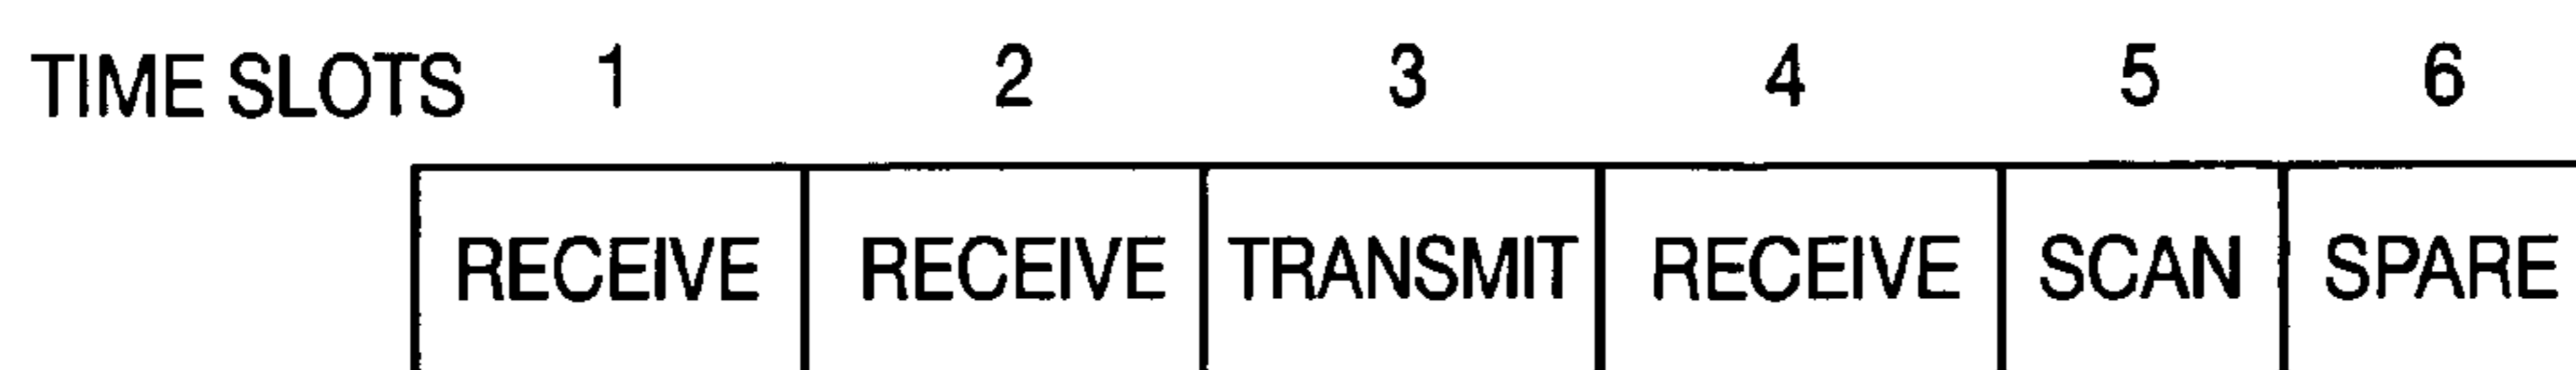 TIME SLOTS 1 2 3 4 5 6
RECEIVE RECEIVE TRANSMIT RECEIVE SCAN SPARE